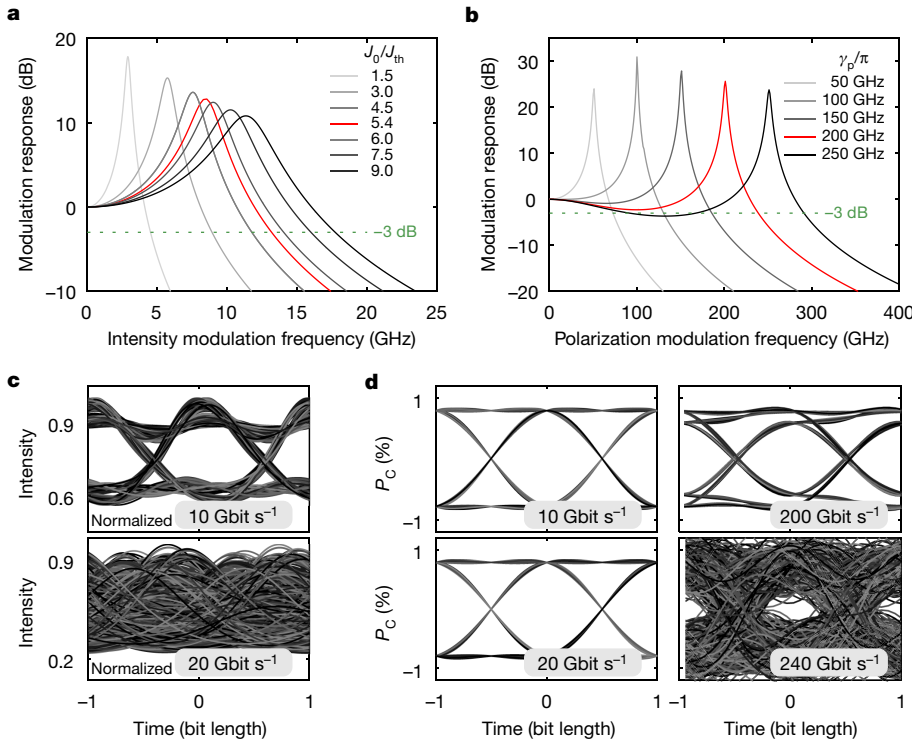 a
Modulation response (dB)
20
10
0
−10
J0/Jth
1.5
3.0
4.5
5.4
6.0
7.5
9.0
−3 dB
0 5 10 15 20 25
Intensity modulation frequency (GHz)
b
Modulation response (dB)
30
20
10
0
−10
−20
γp/π
50 GHz
100 GHz
150 GHz
200 GHz
250 GHz
−3 dB
0 100 200 300 400
Polarization modulation frequency (GHz)
c
Intensity
0.9
0.6
Normalized 10 Gbit s−1
Intensity
0.9
0.2
Normalized 20 Gbit s−1
−1 0 1
Time (bit length)
d
PC (%)
1
−1
10 Gbit s−1
200 Gbit s−1
PC (%)
1
−1
20 Gbit s−1
240 Gbit s−1
−1 0 1
−1 0 1
Time (bit length)
Time (bit length)